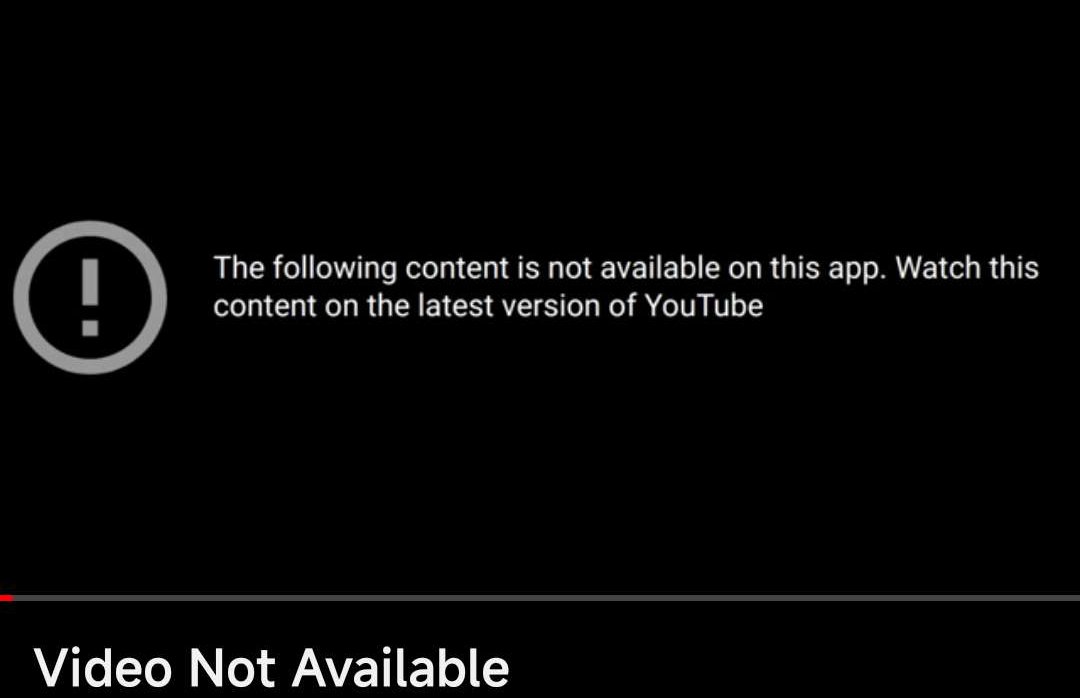 The following content is not available on this app. Watch this
content on the latest version of YouTube
Video Not Available